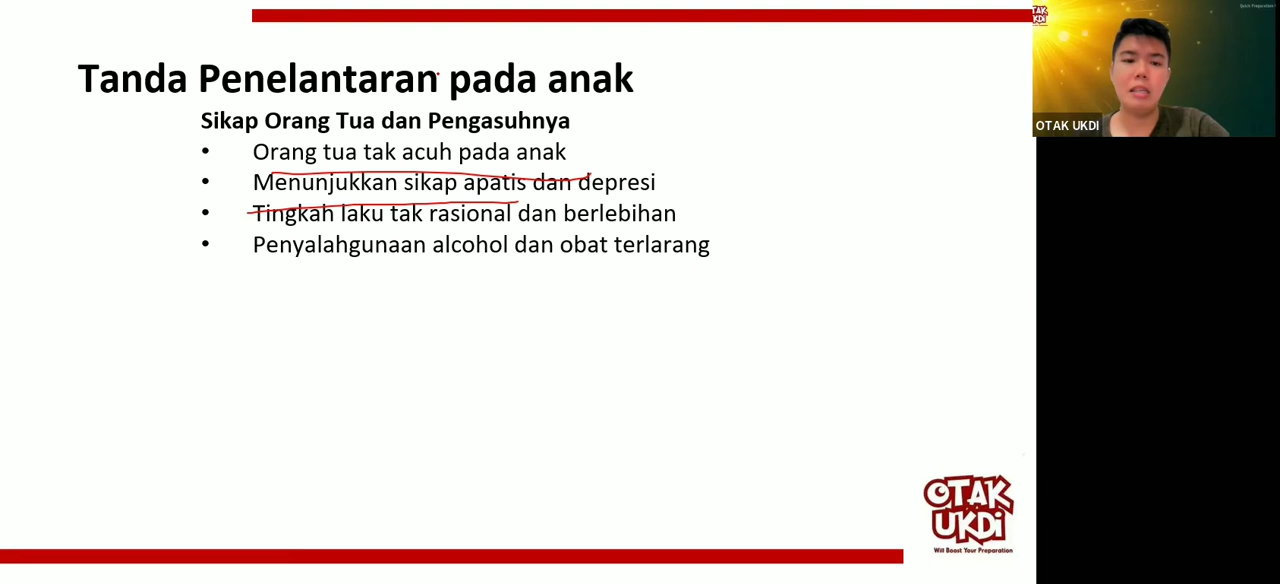 Tanda Penelantaran pada anak
Sikap Orang Tua dan Pengasuhnya
• Orang tua tak acuh pada anak
• Menunjukkan sikap apatis dan depresi
• Tingkah laku tak rasional dan berlebihan
• Penyalahgunaan alcohol dan obat terlarang
OTAK
UKDI
Will Boost Your Preparation
OTAK
UKDI
OTAK UKDI